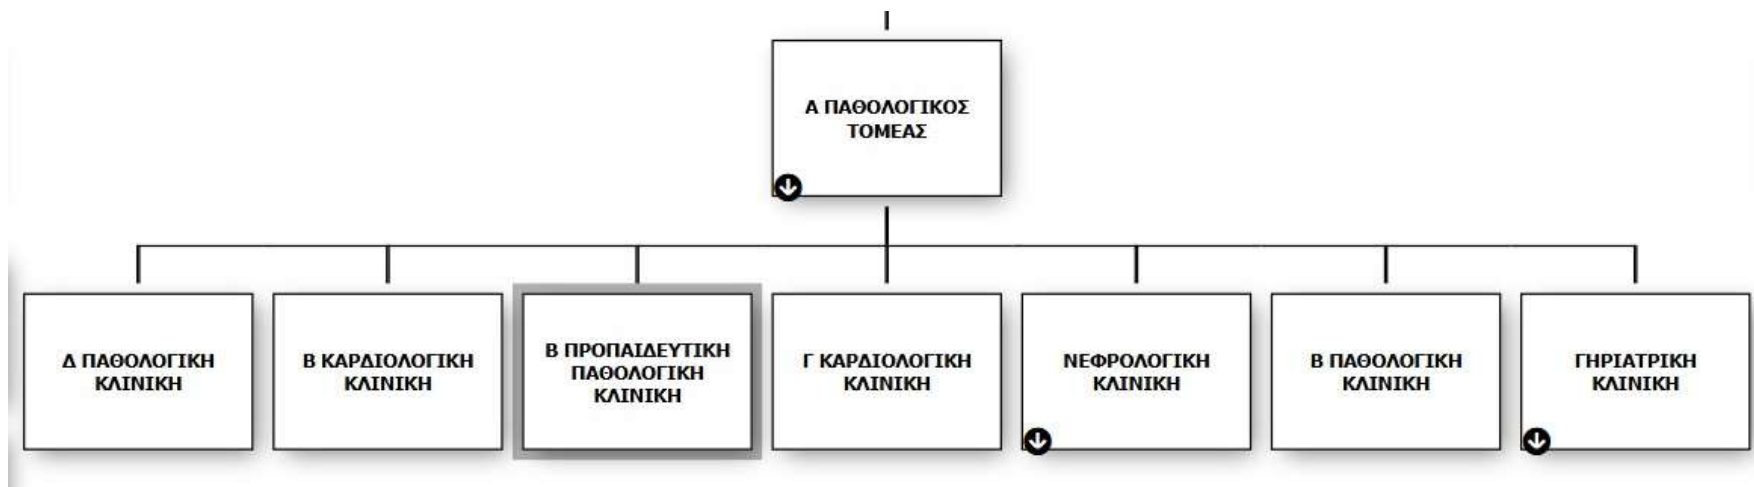 Α ΠΑΘΟΛΟΓΙΚΟΣ
ΤΟΜΕΑΣ
Δ ΠΑΘΟΛΟΓΙΚΗ
ΚΛΙΝΙΚΗ
Β ΚΑΡΔΙΟΛΟΓΙΚΗ
ΚΛΙΝΙΚΗ
Β ΠΡΟΠΑΙΔΕΥΤΙΚΗ
ΠΑΘΟΛΟΓΙΚΗ
ΚΛΙΝΙΚΗ
Γ ΚΑΡΔΙΟΛΟΓΙΚΗ
ΚΛΙΝΙΚΗ
ΝΕΦΡΟΛΟΓΙΚΗ
ΚΛΙΝΙΚΗ
Β ΠΑΘΟΛΟΓΙΚΗ
ΚΛΙΝΙΚΗ
ΓΗΡΙΑΤΡΙΚΗ
ΚΛΙΝΙΚΗ